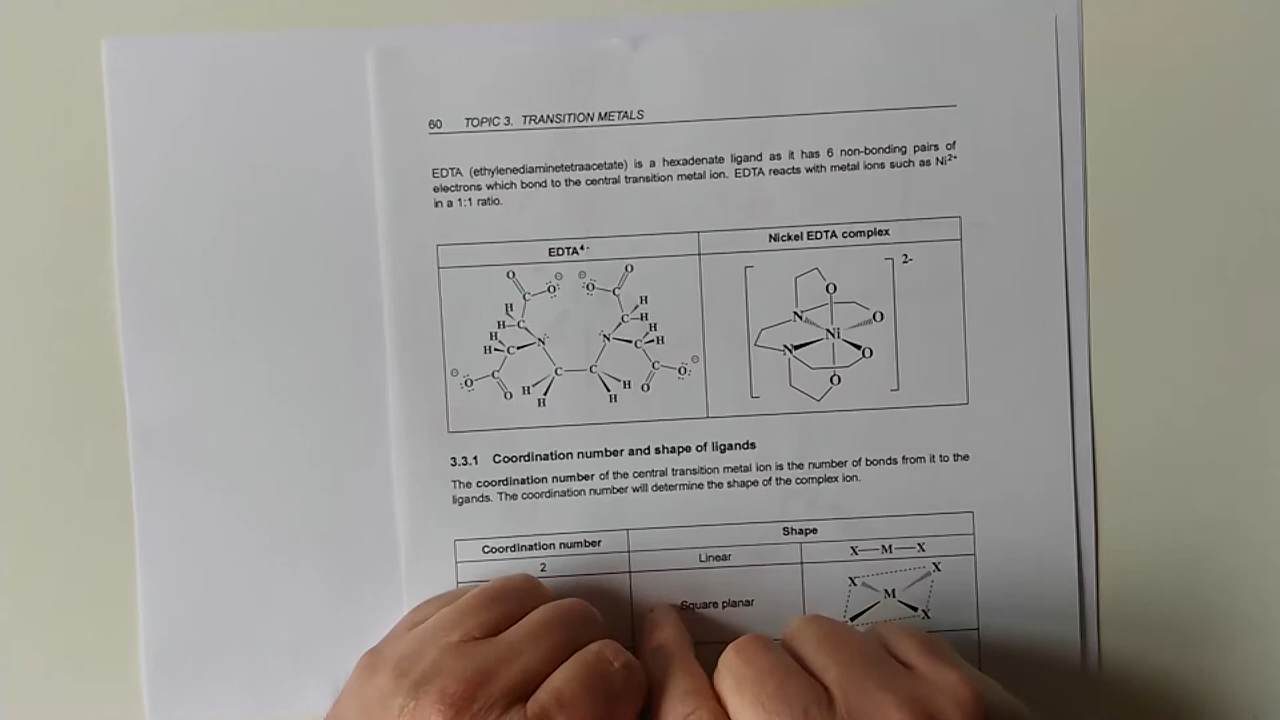 60 TOPIC 3. TRANSITION METALS
EDTA (ethylenediaminetetraacetate) is a hexadenate ligand as it has 6 non-bonding pairs of
electrons which bond to the central transition metal ion. EDTA reacts with metal ions such as Ni²⁺
in a 1:1 ratio.
EDTA⁴⁻
Nickel EDTA complex
O ⊖ ⊖ O
C O C O
H H
H C C H
H N N H
H C C H
⊖ O C C C C O ⊖
O H H O
H H
2-
O
N O
Ni
N O
O
3.3.1 Coordination number and shape of ligands
The coordination number of the central transition metal ion is the number of bonds from it to the
ligands. The coordination number will determine the shape of the complex ion.
Coordination number Shape
2 Linear X—M—X
Square planar
X X
M
X